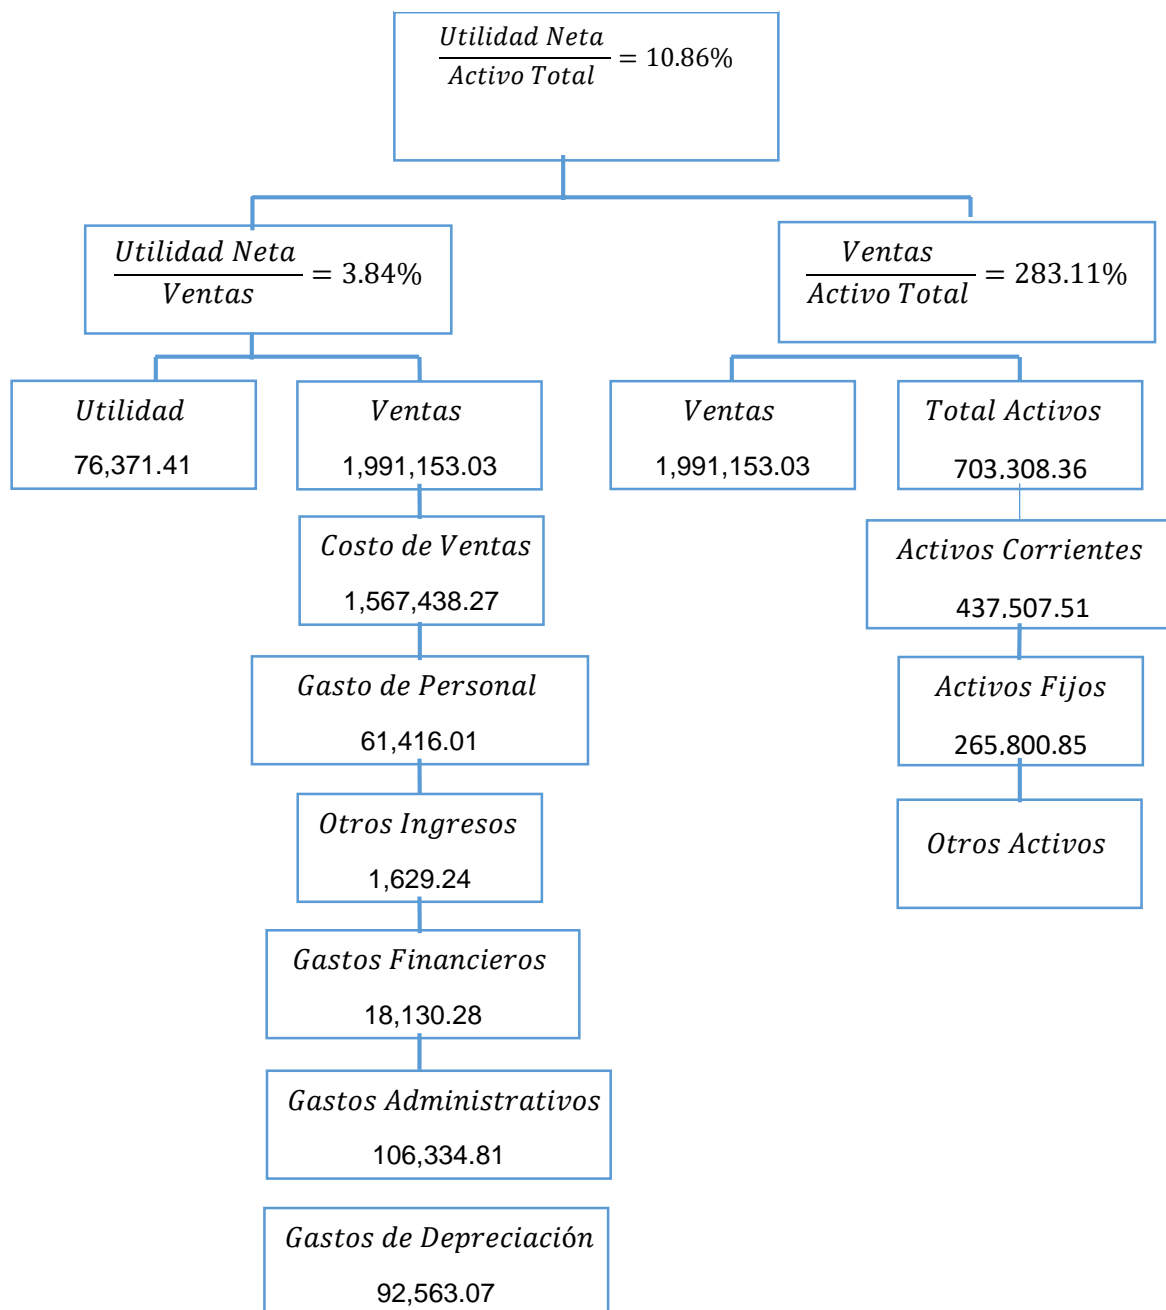 Utilidad Neta
Activo Total = 10.86%
Utilidad Neta
Ventas = 3.84%
Ventas
Activo Total = 283.11%
Utilidad
76,371.41
Ventas
1,991,153.03
Ventas
1,991,153.03
Total Activos
703,308.36
Costo de Ventas
1,567,438.27
Activos Corrientes
437,507.51
Gasto de Personal
61,416.01
Activos Fijos
265,800.85
Otros Ingresos
1,629.24
Otros Activos
Gastos Financieros
18,130.28
Gastos Administrativos
106,334.81
Gastos de Depreciación
92,563.07